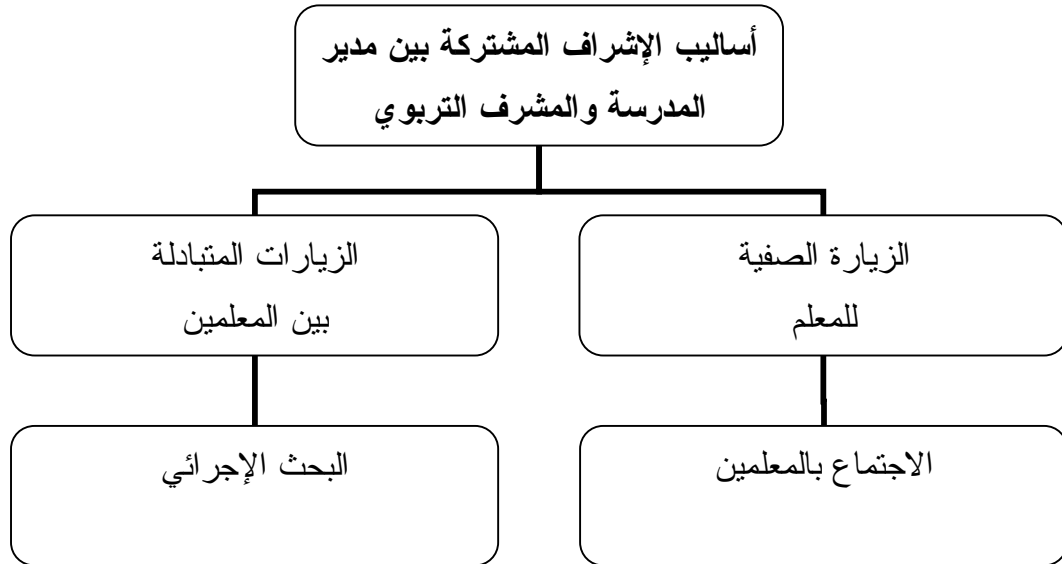 أساليب الإشراف المشتركة بين مدير
المدرسة والمشرف التربوي
الزيارة الصفية
للمعلم
الزيارات المتبادلة
بين المعلمين
الاجتماع بالمعلمين
البحث الإجرائي